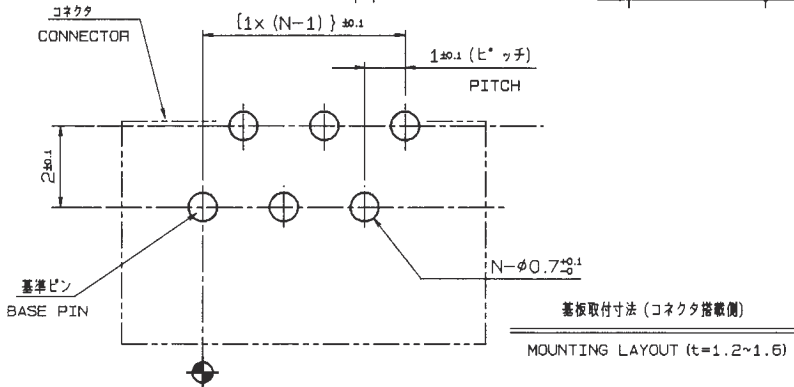 コネクタ
CONNECTOR
{1×(N-1)}±0.1
1±0.1(ピッチ)
PITCH
2±0.1
基準ピン
BASE PIN
N-φ0.7+0.1 -0
基板取付寸法(コネクタ搭載側)
MOUNTING LAYOUT (t=1.2~1.6)